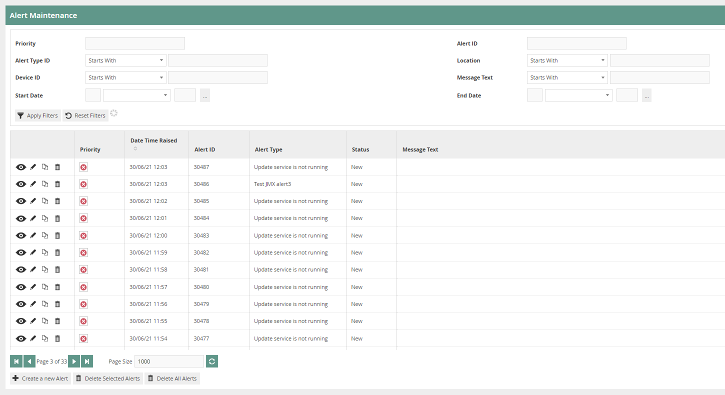 Alert Maintenance
Priority
Alert ID
Alert Type ID Starts With
Location Starts With
Device ID Starts With
Message Text Starts With
Start Date ...
End Date ...
Apply Filters Reset Filters
Priority Date Time Raised Alert ID Alert Type Status Message Text
30/06/21 12:03 30487 Update service is not running New
30/06/21 12:03 30486 Test JMX alert3 New
30/06/21 12:02 30485 Update service is not running New
30/06/21 12:01 30484 Update service is not running New
30/06/21 12:00 30483 Update service is not running New
30/06/21 11:59 30482 Update service is not running New
30/06/21 11:58 30481 Update service is not running New
30/06/21 11:57 30480 Update service is not running New
30/06/21 11:56 30479 Update service is not running New
30/06/21 11:55 30478 Update service is not running New
30/06/21 11:54 30477 Update service is not running New
Page 3 of 33 Page Size 1000
Create a new Alert Delete Selected Alerts Delete All Alerts